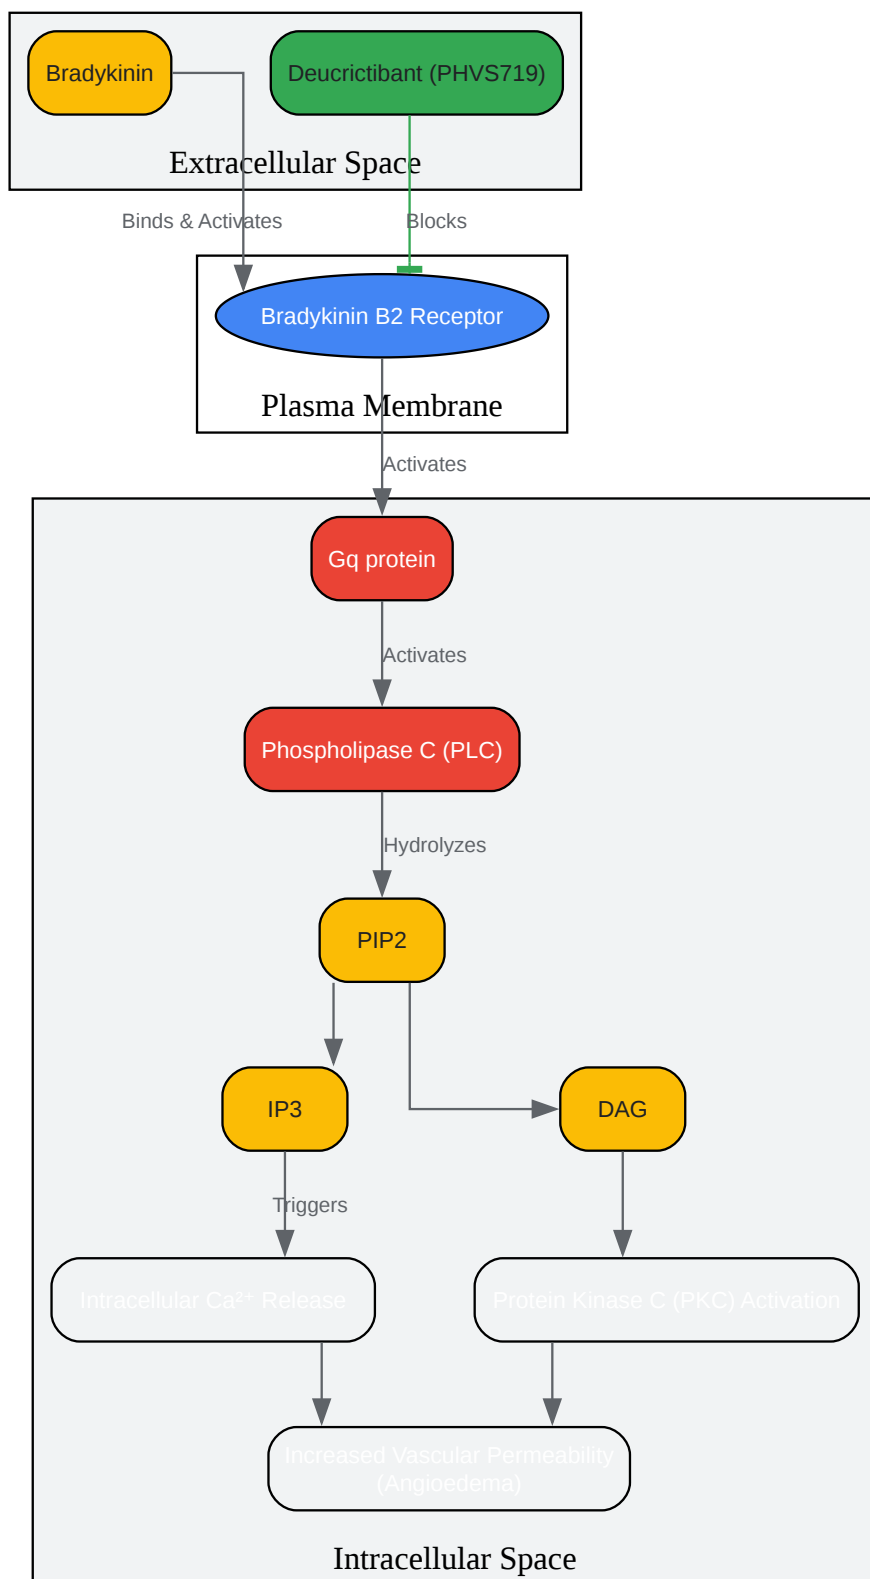 Bradykinin
Deucrictibant (PHVS719)
Extracellular Space
Binds & Activates
Blocks
Bradykinin B2 Receptor
Plasma Membrane
Activates
Gq protein
Activates
Phospholipase C (PLC)
Hydrolyzes
PIP2
IP3
DAG
Triggers
Intracellular Ca²⁺ Release
Protein Kinase C (PKC) Activation
Increased Vascular Permeability
(Angioedema)
Intracellular Space